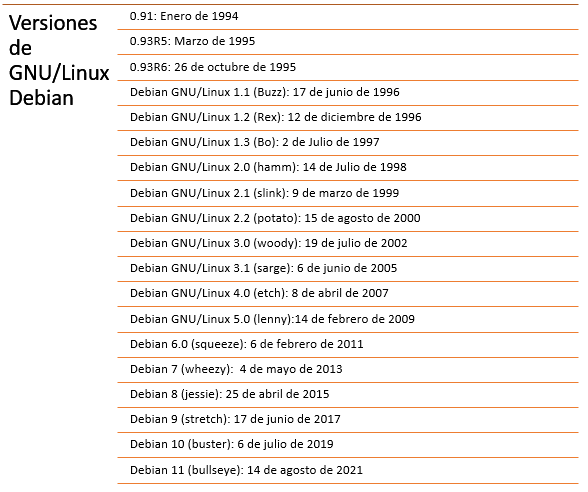 Versiones
de
GNU/Linux
Debian
0.91: Enero de 1994
0.93R5: Marzo de 1995
0.93R6: 26 de octubre de 1995
Debian GNU/Linux 1.1 (Buzz): 17 de junio de 1996
Debian GNU/Linux 1.2 (Rex): 12 de diciembre de 1996
Debian GNU/Linux 1.3 (Bo): 2 de Julio de 1997
Debian GNU/Linux 2.0 (hamm): 14 de Julio de 1998
Debian GNU/Linux 2.1 (slink): 9 de marzo de 1999
Debian GNU/Linux 2.2 (potato): 15 de agosto de 2000
Debian GNU/Linux 3.0 (woody): 19 de julio de 2002
Debian GNU/Linux 3.1 (sarge): 6 de junio de 2005
Debian GNU/Linux 4.0 (etch): 8 de abril de 2007
Debian GNU/Linux 5.0 (lenny):14 de febrero de 2009
Debian 6.0 (squeeze): 6 de febrero de 2011
Debian 7 (wheezy):  4 de mayo de 2013
Debian 8 (jessie): 25 de abril de 2015
Debian 9 (stretch): 17 de junio de 2017
Debian 10 (buster): 6 de julio de 2019
Debian 11 (bullseye): 14 de agosto de 2021